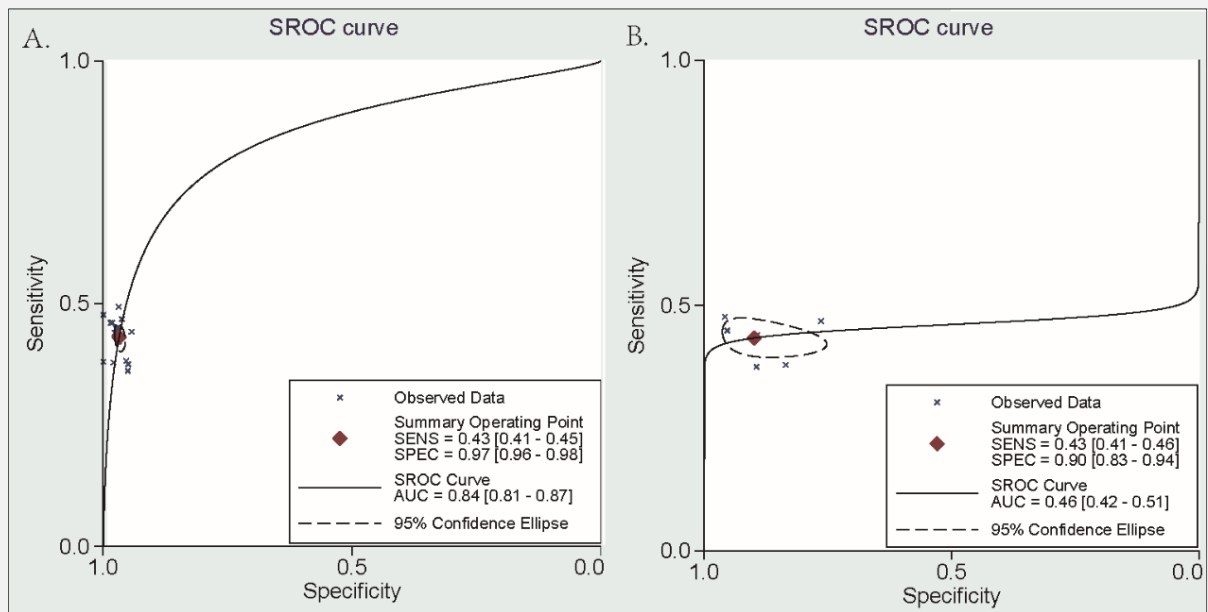 A.
SROC curve
1.0
0.5
0.0
Sensitivity
1.0
0.5
0.0
Specificity
Observed Data
Summary Operating Point
SENS = 0.43 [0.41 - 0.45]
SPEC = 0.97 [0.96 - 0.98]
SROC Curve
AUC = 0.84 [0.81 - 0.87]
95% Confidence Ellipse
B.
SROC curve
1.0
0.5
0.0
Sensitivity
1.0
0.5
0.0
Specificity
Observed Data
Summary Operating Point
SENS = 0.43 [0.41 - 0.46]
SPEC = 0.90 [0.83 - 0.94]
SROC Curve
AUC = 0.46 [0.42 - 0.51]
95% Confidence Ellipse